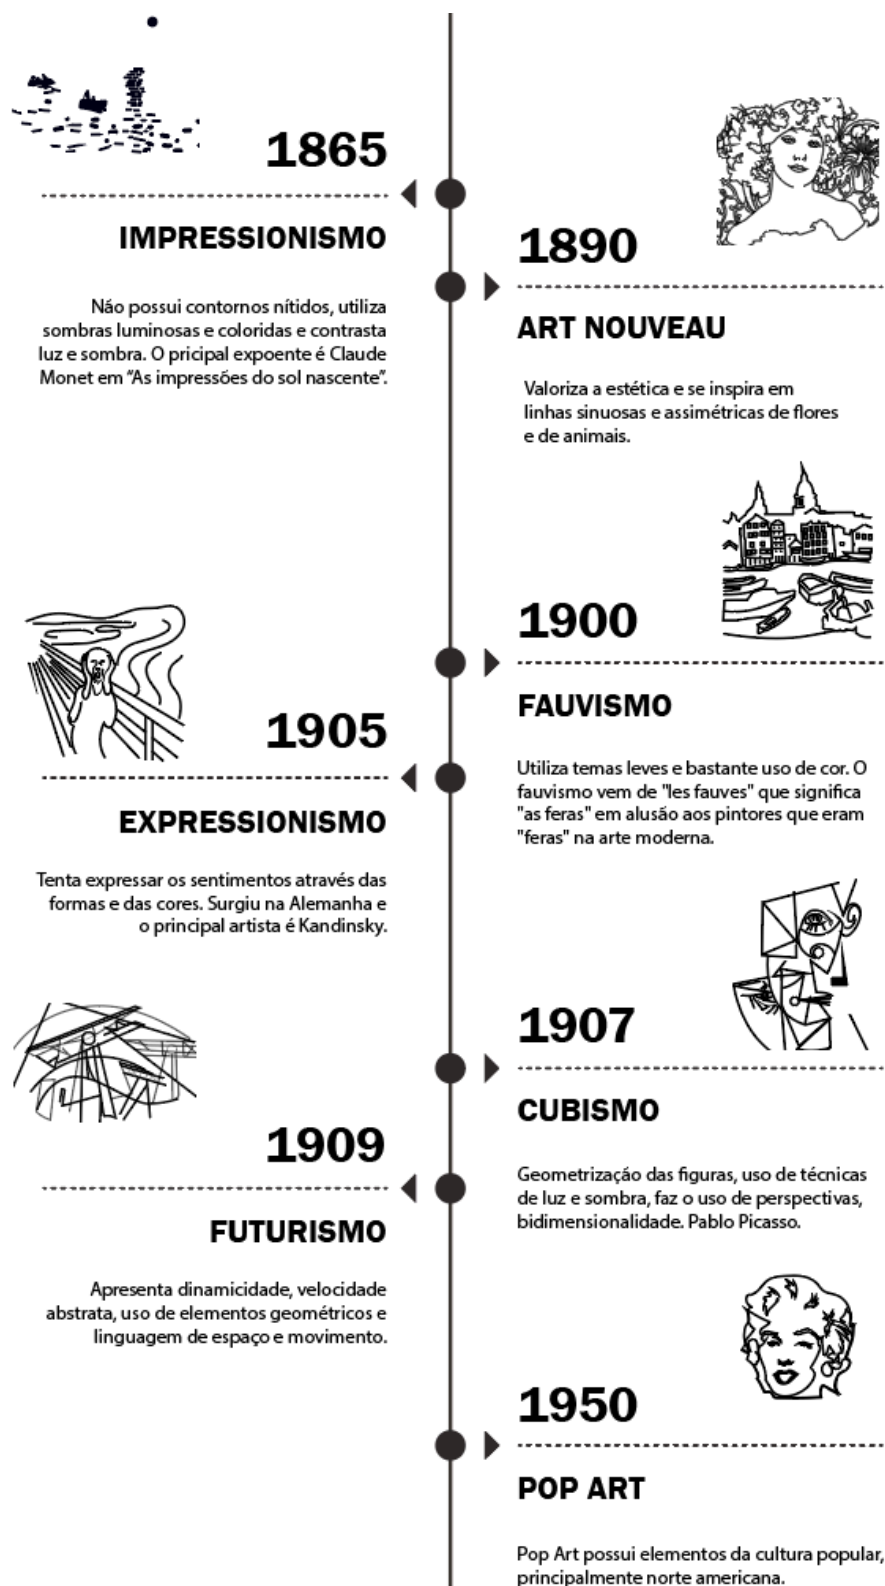 1865
IMPRESSIONISMO
Não possui contornos nítidos, utiliza
sombras luminosas e coloridas e contrasta
luz e sombra. O pricipal expoente é Claude
Monet em “As impressões do sol nascente”.
1890
ART NOUVEAU
Valoriza a estética e se inspira em
linhas sinuosas e assimétricas de flores
e de animais.
1900
FAUVISMO
Utiliza temas leves e bastante uso de cor. O
fauvismo vem de "les fauves" que significa
"as feras" em alusão aos pintores que eram
"feras" na arte moderna.
1905
EXPRESSIONISMO
Tenta expressar os sentimentos através das
formas e das cores. Surgiu na Alemanha e
o principal artista é Kandinsky.
1907
CUBISMO
Geometrização das figuras, uso de técnicas
de luz e sombra, faz o uso de perspectivas,
bidimensionalidade. Pablo Picasso.
1909
FUTURISMO
Apresenta dinamicidade, velocidade
abstrata, uso de elementos geométricos e
linguagem de espaço e movimento.
1950
POP ART
Pop Art possui elementos da cultura popular,
principalmente norte americana.